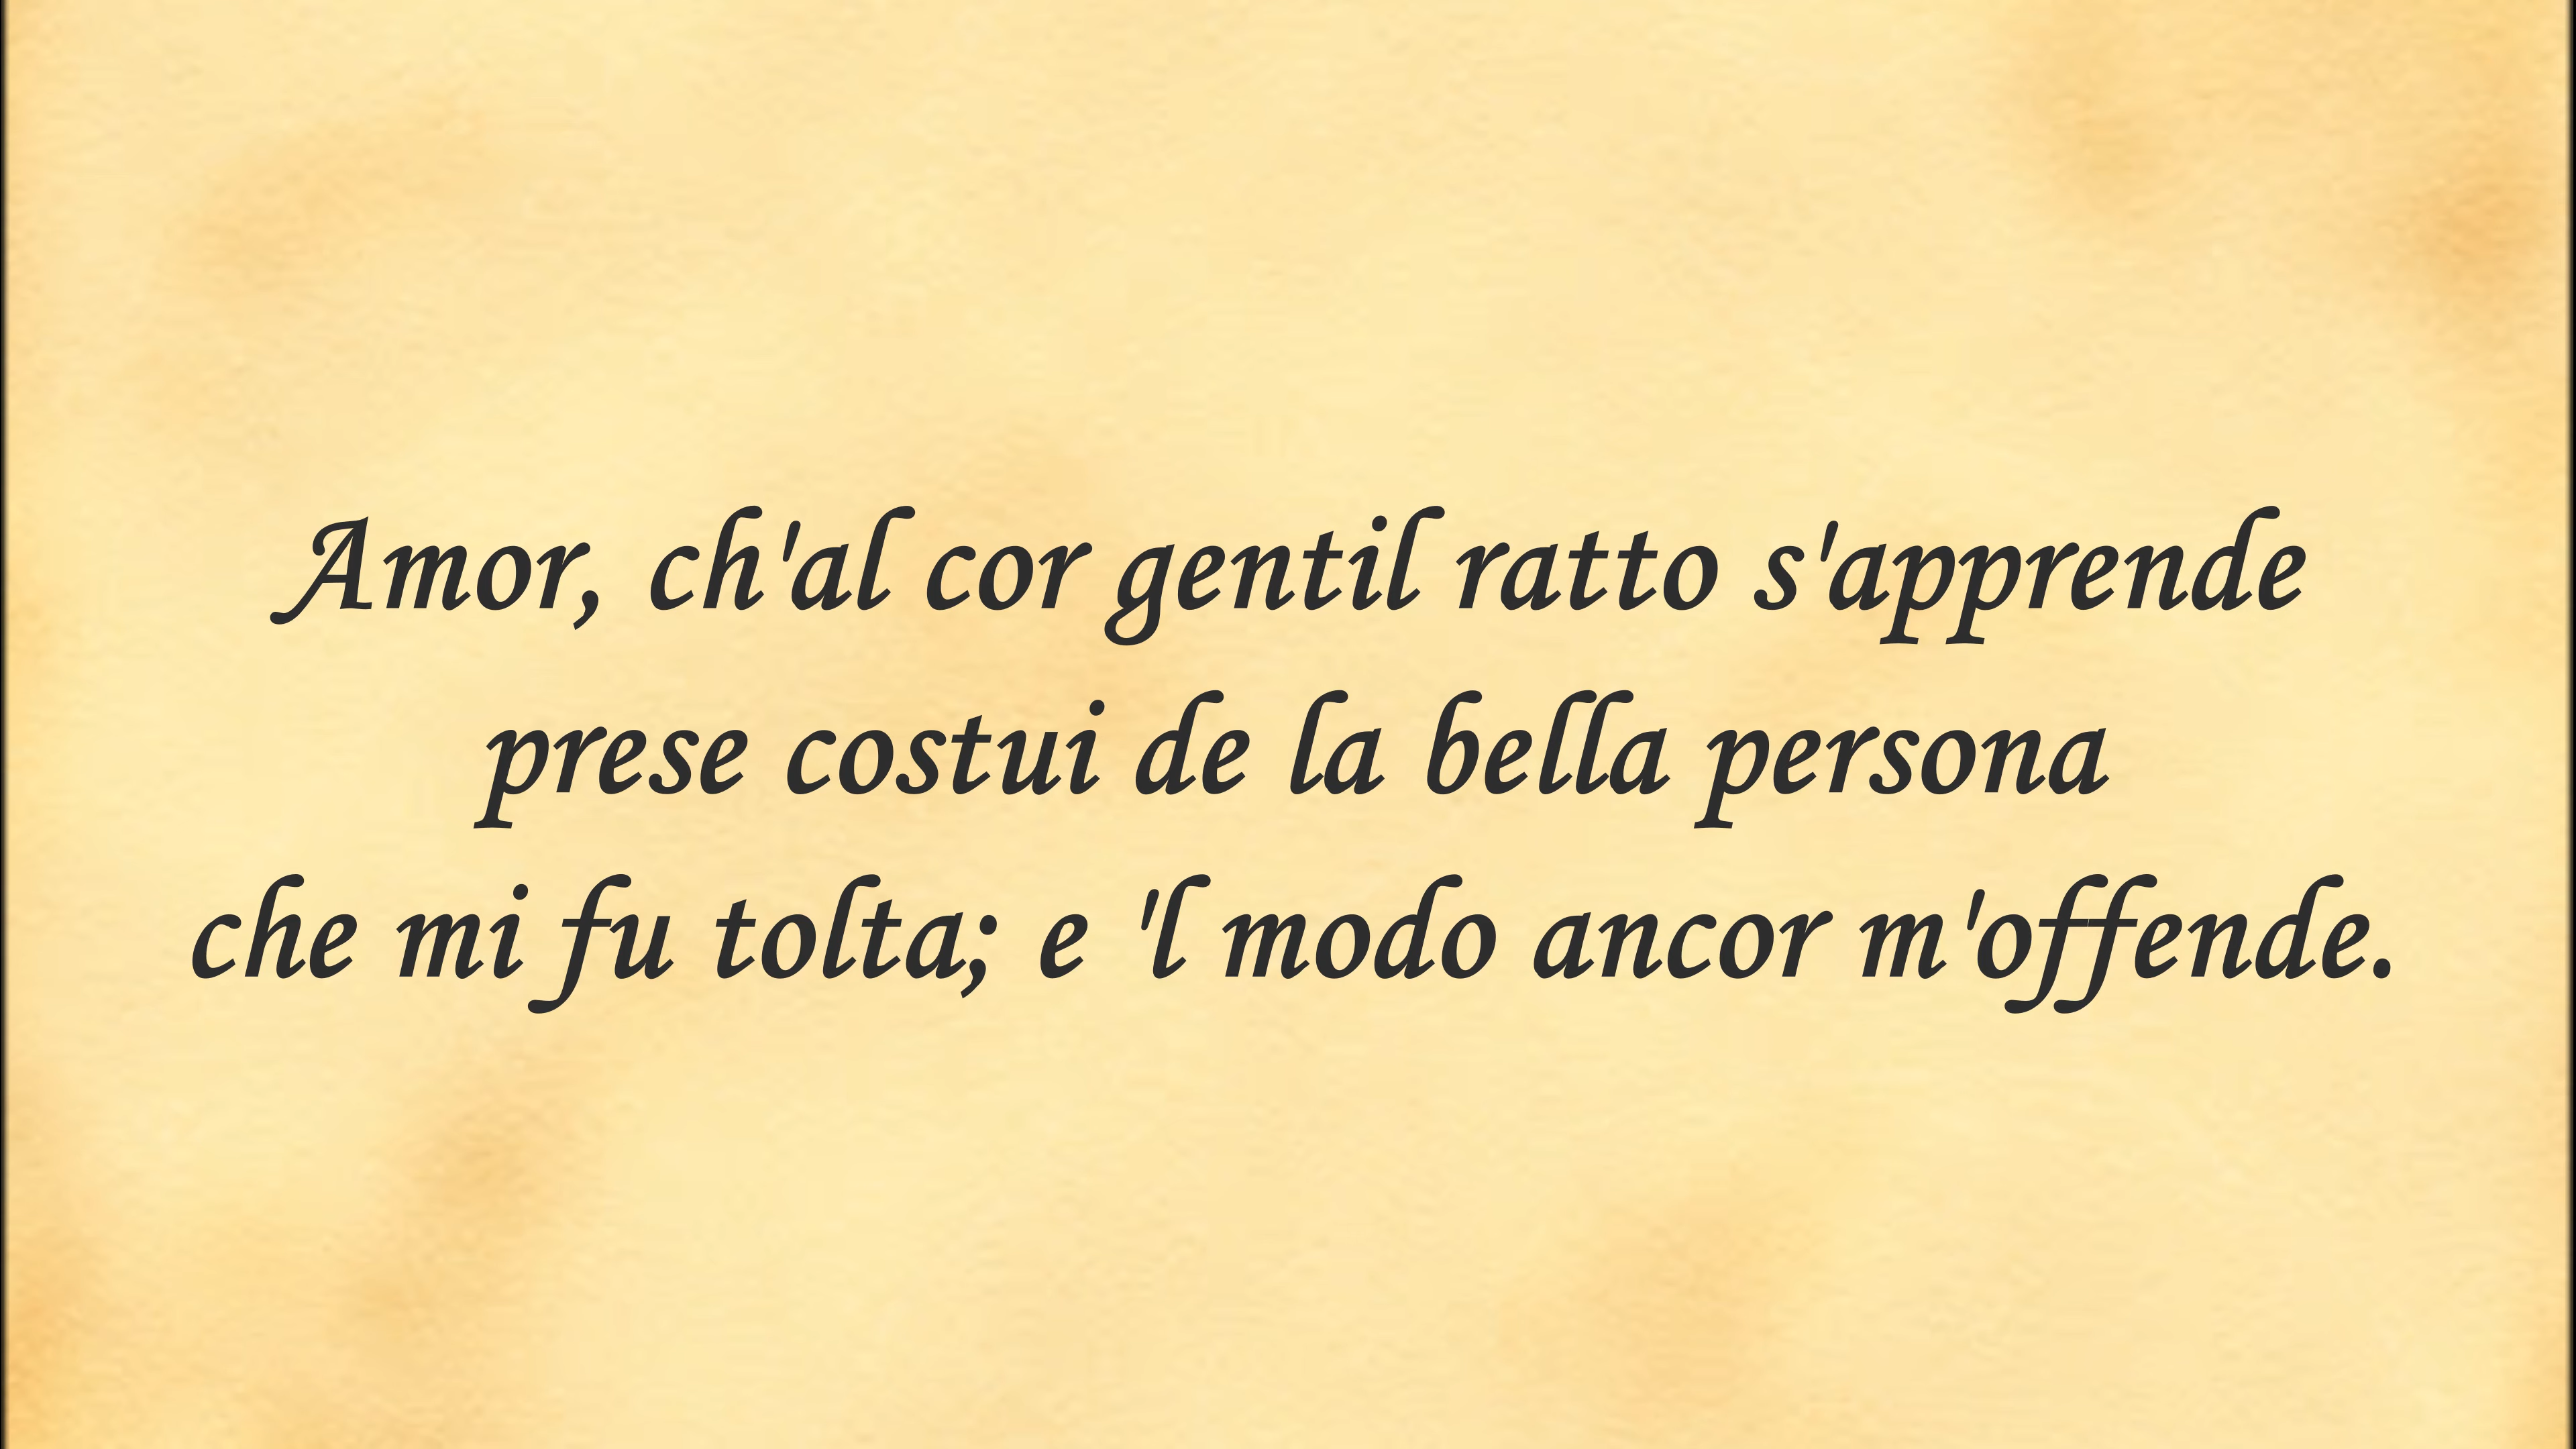 Amor, ch'al cor gentil ratto s'apprende
prese costui de la bella persona
che mi fu tolta; e 'l modo ancor m'offende.